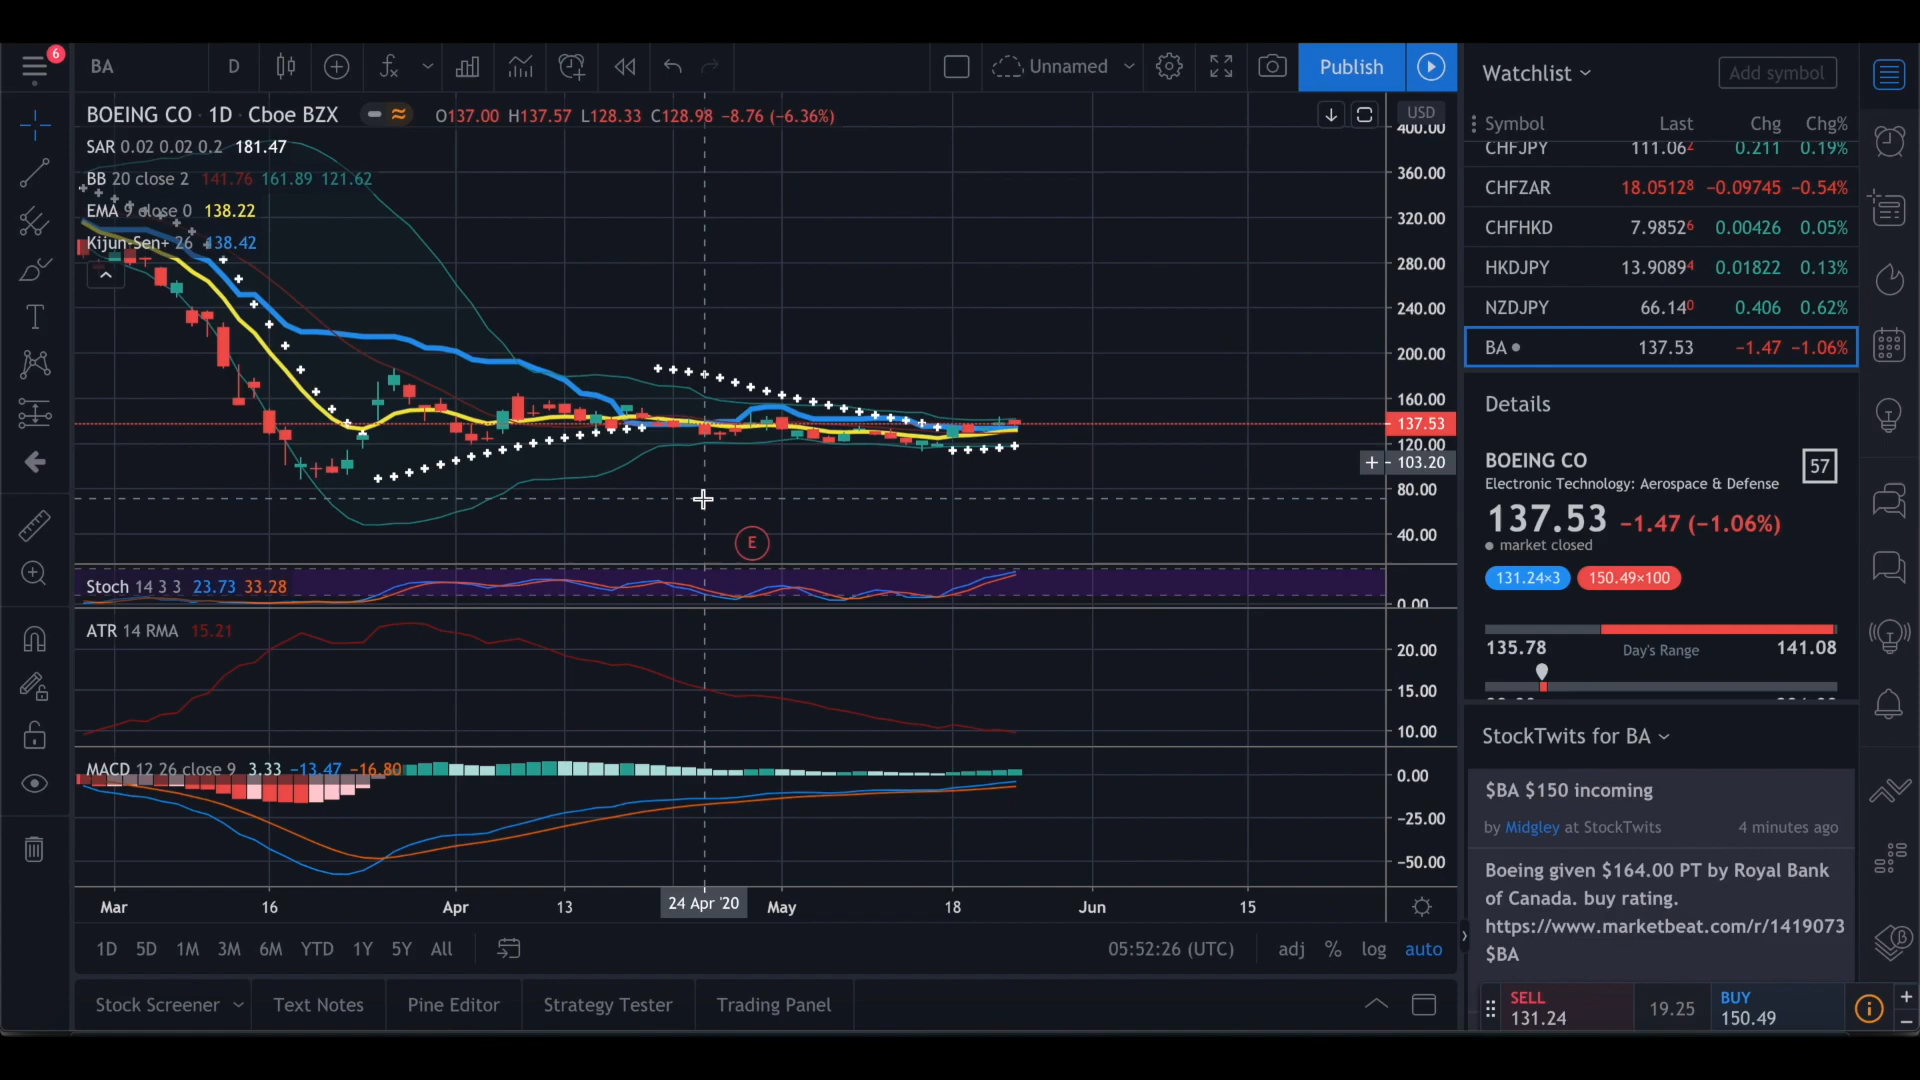 6
BA
D
Unnamed
Publish
BOEING CO · 1D · Cboe BZX
O137.00 H137.57 L128.33 C128.98 −8.76 (−6.36%)
SAR 0.02 0.02 0.2 181.47
BB 20 close 2 141.76 161.89 121.62
EMA 9 close 0 138.22
Kijun-Sen+ 26 138.42
USD
400.00
360.00
320.00
280.00
240.00
200.00
160.00
137.53
120.00
103.20
80.00
40.00
E
Stoch 14 3 3 23.73 33.28
0.00
ATR 14 RMA 15.21
20.00
15.00
10.00
MACD 12 26 close 9 3.33 −13.47 −16.80
0.00
−25.00
−50.00
Mar 16 Apr 13 24 Apr '20 May 18 Jun 15
1D 5D 1M 3M 6M YTD 1Y 5Y All
05:52:26 (UTC) adj % log auto
Stock Screener Text Notes Pine Editor Strategy Tester Trading Panel
Watchlist
Add symbol
Symbol Last Chg Chg%
CHFJPY 111.062 0.211 0.19%
CHFZAR 18.05128 −0.09745 −0.54%
CHFHKD 7.98526 0.00426 0.05%
HKDJPY 13.90894 0.01822 0.13%
NZDJPY 66.140 0.406 0.62%
BA 137.53 −1.47 −1.06%
Details
BOEING CO
57
Electronic Technology: Aerospace & Defense
137.53 −1.47 (−1.06%)
market closed
131.24×3 150.49×100
135.78 Day's Range 141.08
StockTwits for BA
$BA $150 incoming
by Midgley at StockTwits 4 minutes ago
Boeing given $164.00 PT by Royal Bank
of Canada. buy rating.
https://www.marketbeat.com/r/1419073
$BA
SELL
131.24
19.25
BUY
150.49